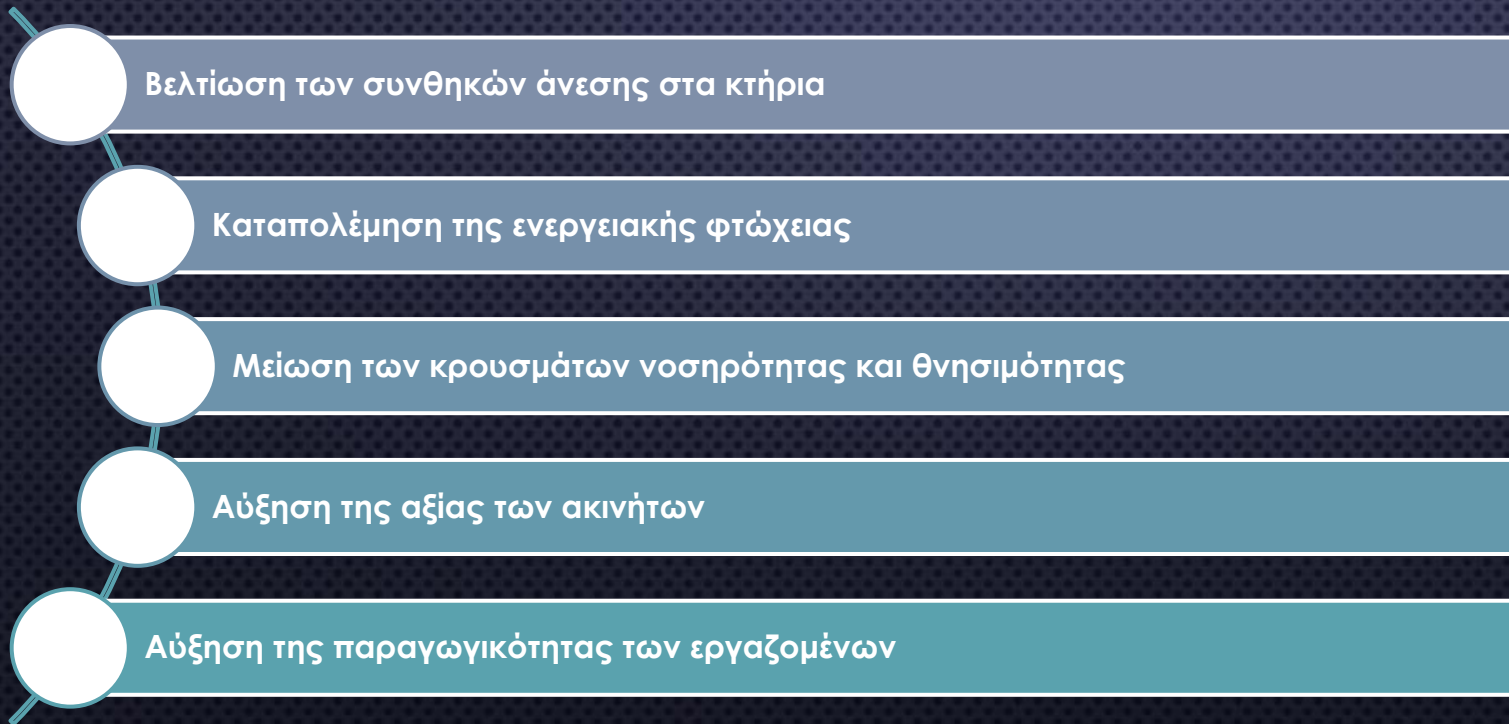 Βελτίωση των συνθηκών άνεσης στα κτήρια
Καταπολέμηση της ενεργειακής φτώχειας
Μείωση των κρουσμάτων νοσηρότητας και θνησιμότητας
Αύξηση της αξίας των ακινήτων
Αύξηση της παραγωγικότητας των εργαζομένων